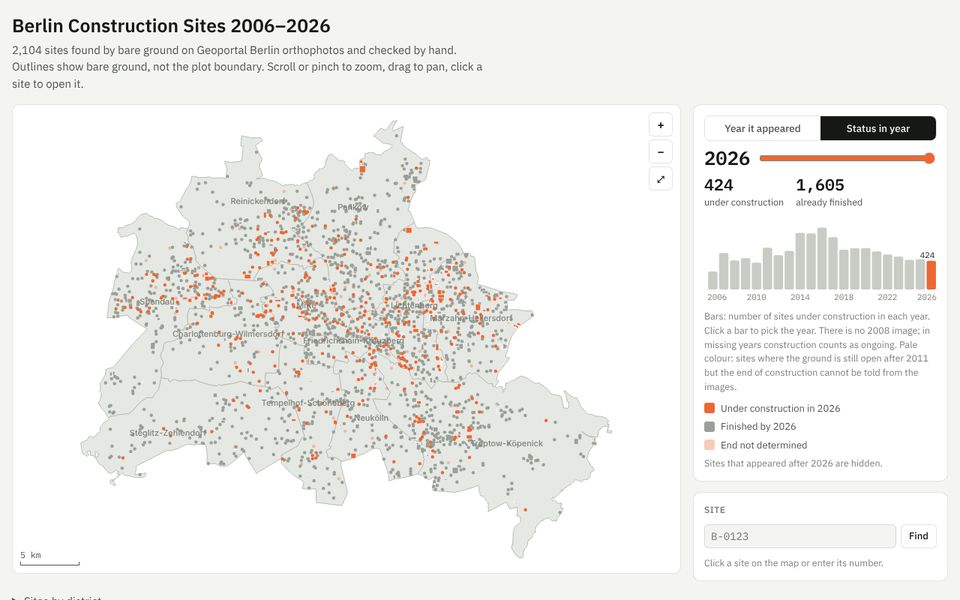 Berlin Construction Sites 2006–2026
2,104 sites found by bare ground on Geoportal Berlin orthophotos and checked by hand.
Outlines show bare ground, not the plot boundary. Scroll or pinch to zoom, drag to pan, click a
site to open it.
+
−
⤢
Reinickendorf
Pankow
Spandau
Mitte
Lichtenberg
Marzahn-Hellersdorf
Charlottenburg-Wilmersdorf
Friedrichshain-Kreuzberg
Tempelhof-Schöneberg
Neukölln
Steglitz-Zehlendorf
Treptow-Köpenick
5 km
Year it appeared
Status in year
2026
424
under construction
1,605
already finished
424
2006 2010 2014 2018 2022 2026
Bars: number of sites under construction in each year.
Click a bar to pick the year. There is no 2008 image; in
missing years construction counts as ongoing. Pale
colour: sites where the ground is still open after 2011
but the end of construction cannot be told from the
images.
Under construction in 2026
Finished by 2026
End not determined
Sites that appeared after 2026 are hidden.
SITE
B-0123
Find
Click a site on the map or enter its number.
▶ Sites by district